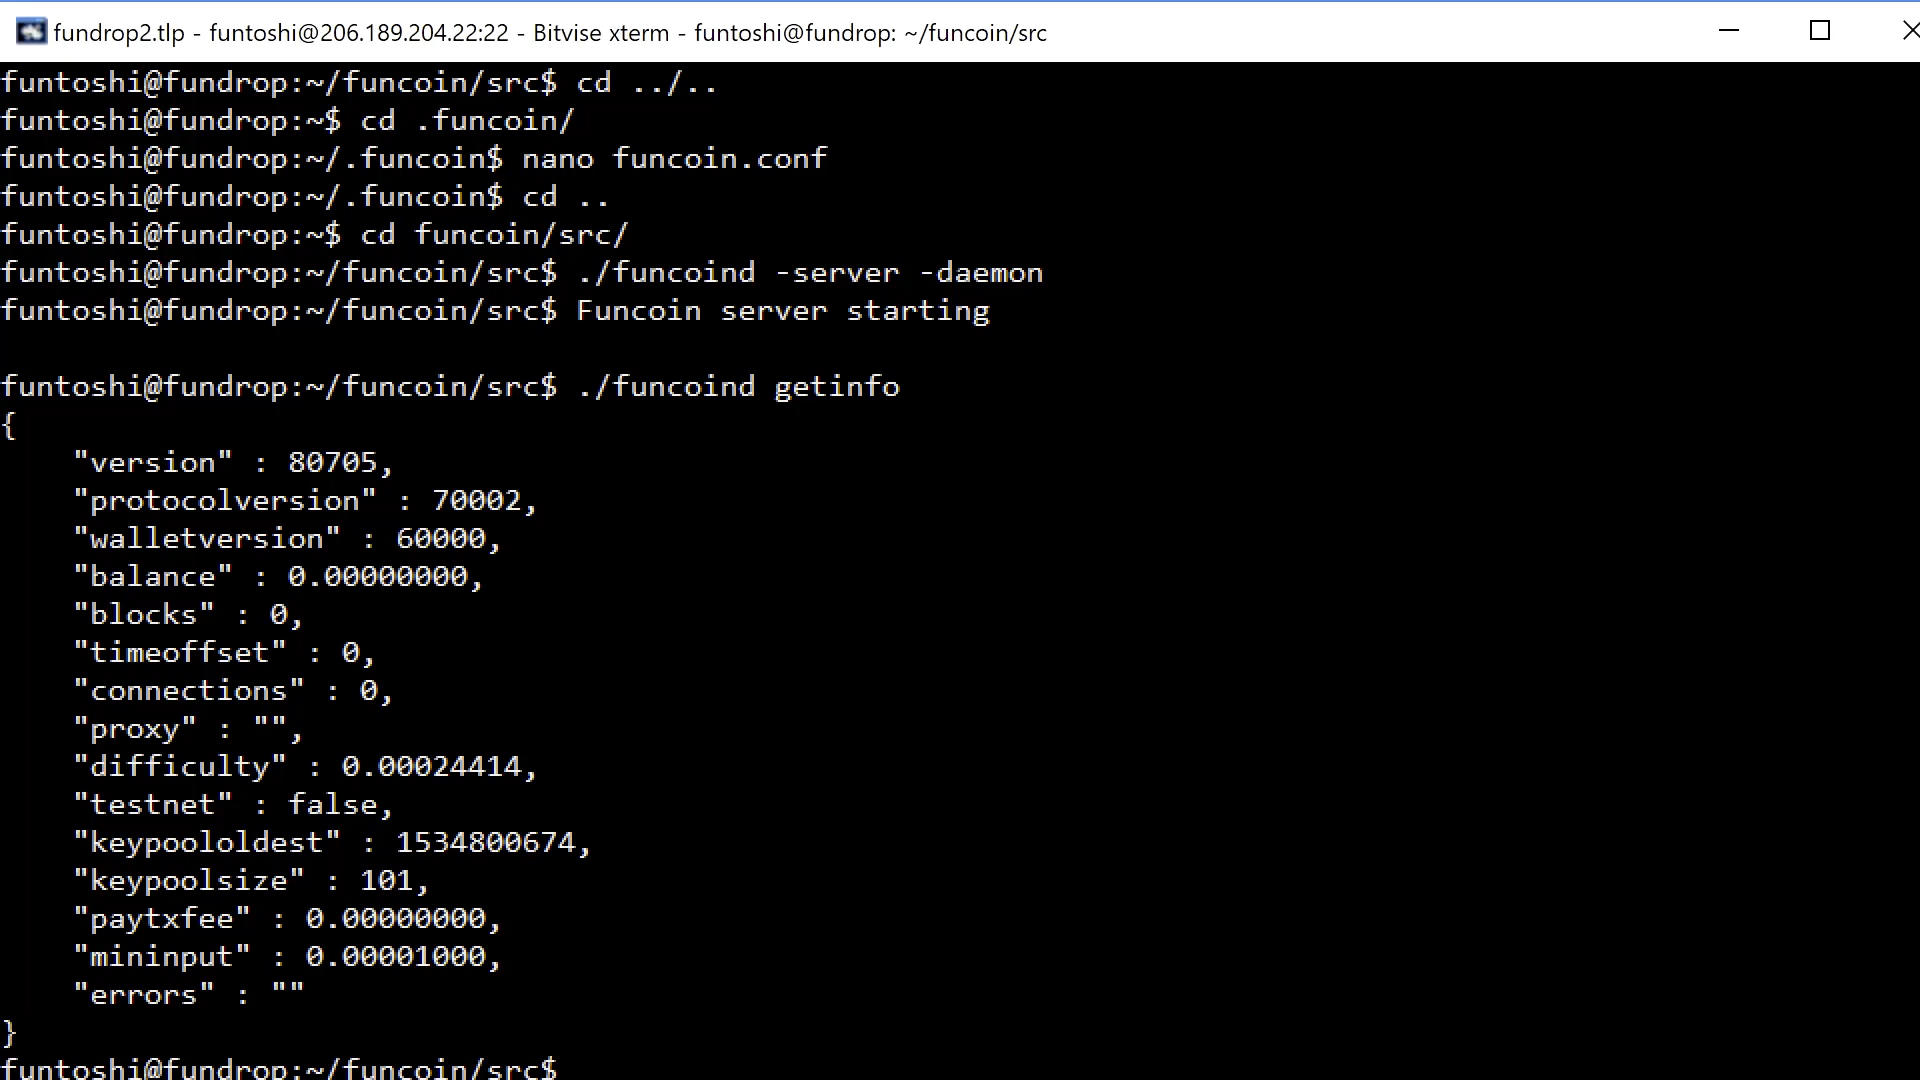 fundrop2.tlp - funtoshi@206.189.204.22:22 - Bitvise xterm - funtoshi@fundrop: ~/funcoin/src
funtoshi@fundrop:~/funcoin/src$ cd ../..
funtoshi@fundrop:~$ cd .funcoin/
funtoshi@fundrop:~/.funcoin$ nano funcoin.conf
funtoshi@fundrop:~/.funcoin$ cd ..
funtoshi@fundrop:~$ cd funcoin/src/
funtoshi@fundrop:~/funcoin/src$ ./funcoind -server -daemon
funtoshi@fundrop:~/funcoin/src$ Funcoin server starting
funtoshi@fundrop:~/funcoin/src$ ./funcoind getinfo
{
    "version" : 80705,
    "protocolversion" : 70002,
    "walletversion" : 60000,
    "balance" : 0.00000000,
    "blocks" : 0,
    "timeoffset" : 0,
    "connections" : 0,
    "proxy" : "",
    "difficulty" : 0.00024414,
    "testnet" : false,
    "keypoololdest" : 1534800674,
    "keypoolsize" : 101,
    "paytxfee" : 0.00000000,
    "mininput" : 0.00001000,
    "errors" : ""
}
funtoshi@fundrop:~/funcoin/src$